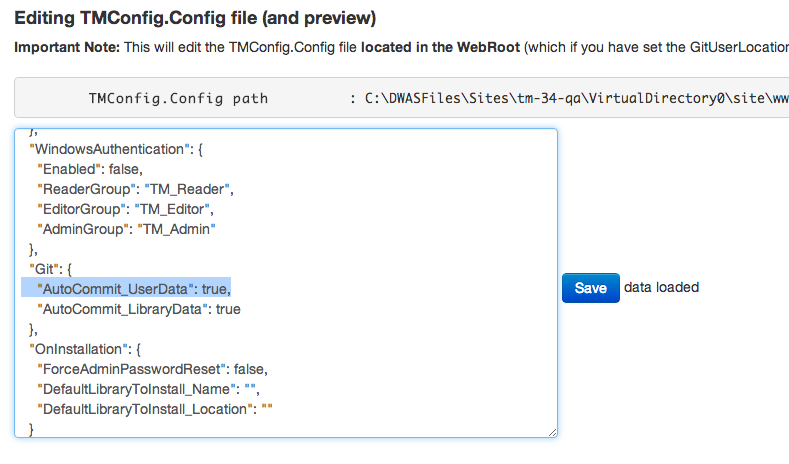 Editing TMConfig.Config file (and preview)
Important Note: This will edit the TMConfig.Config file located in the WebRoot (which if you have set the GitUserLocation
TMConfig.Config path : C:\DWASFiles\Sites\tm-34-qa\VirtualDirectory0\site\ww
},
"WindowsAuthentication": {
"Enabled": false,
"ReaderGroup": "TM_Reader",
"EditorGroup": "TM_Editor",
"AdminGroup": "TM_Admin"
},
"Git": {
"AutoCommit_UserData": true,
"AutoCommit_LibraryData": true
},
"OnInstallation": {
"ForceAdminPasswordReset": false,
"DefaultLibraryToInstall_Name": "",
"DefaultLibraryToInstall_Location": ""
}
Save data loaded